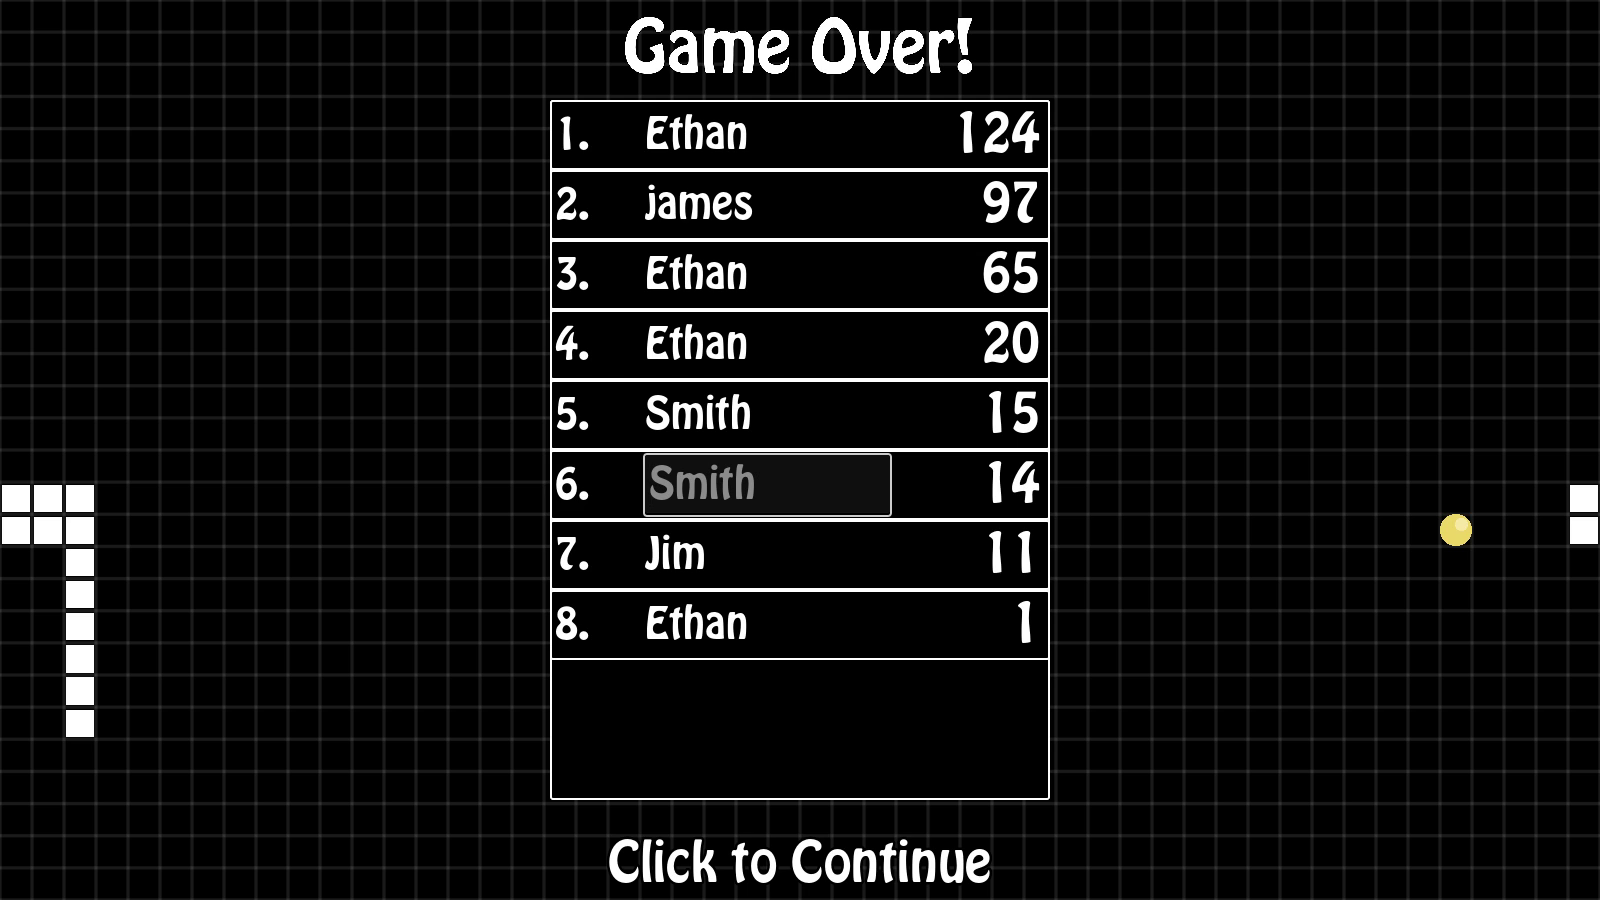 Game Over!
1. Ethan 124
2. james 97
3. Ethan 65
4. Ethan 20
5. Smith 15
6. Smith 14
7. Jim 11
8. Ethan 1
Click to Continue